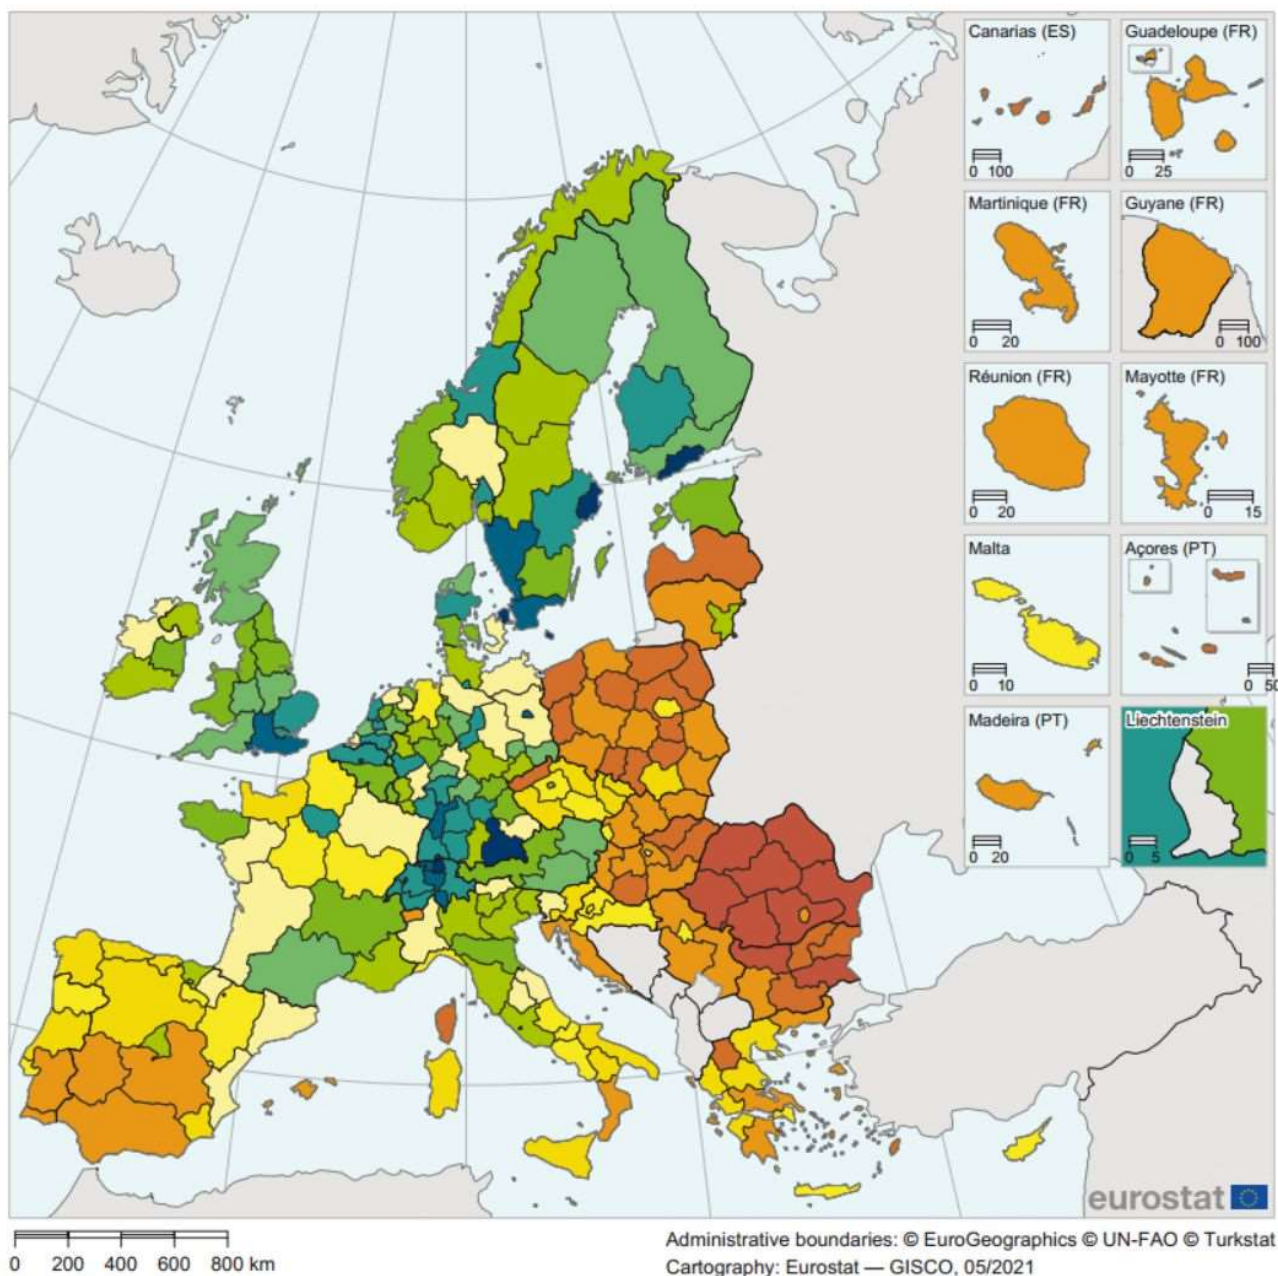 Canarias (ES)
0 100
Guadeloupe (FR)
0 25
Martinique (FR)
0 20
Guyane (FR)
0 100
Réunion (FR)
0 20
Mayotte (FR)
0 15
Malta
0 10
Açores (PT)
0 50
Madeira (PT)
0 20
Liechtenstein
0 5
eurostat
0 200 400 600 800 km
Administrative boundaries: © EuroGeographics © UN-FAO © Turkstat
Cartography: Eurostat — GISCO, 05/2021